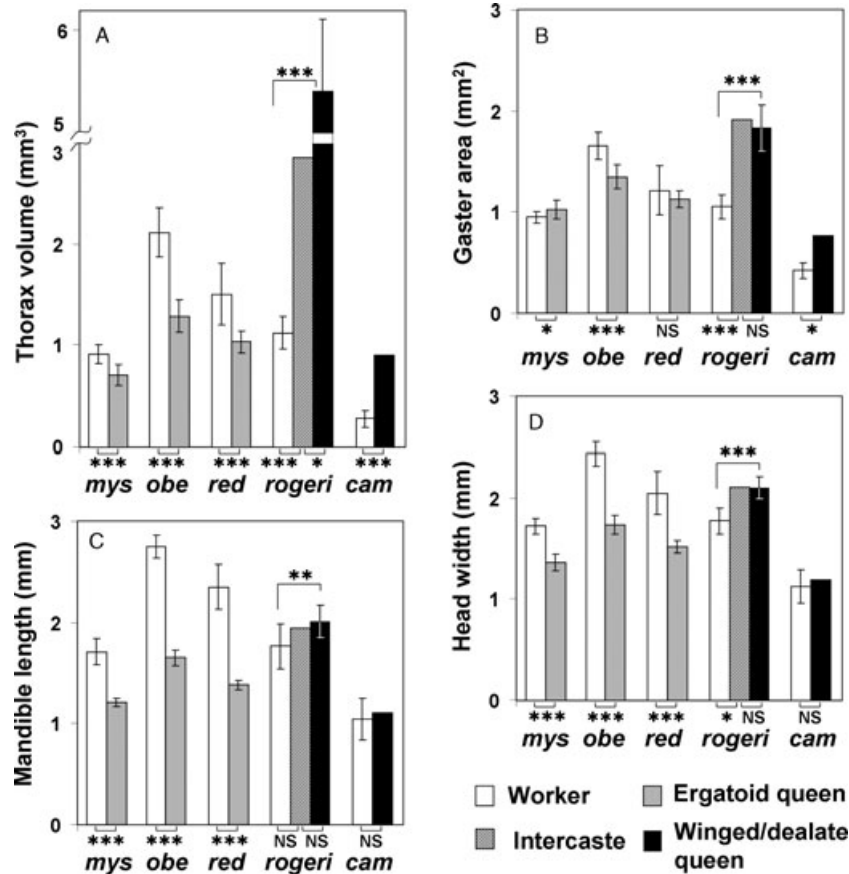 A
Thorax volume (mm³)
6
5
3
2
1
0
***
*** *** *** *** * ***
mys obe red rogeri cam
B
Gaster area (mm²)
3
2
1
0
***
* *** NS *** NS *
mys obe red rogeri cam
C
Mandible length (mm)
3
2
1
0
**
*** *** *** NS NS NS
mys obe red rogeri cam
D
Head width (mm)
3
2
1
0
***
*** *** *** * NS NS
mys obe red rogeri cam
Worker
Ergatoid queen
Intercaste
Winged/dealate
queen